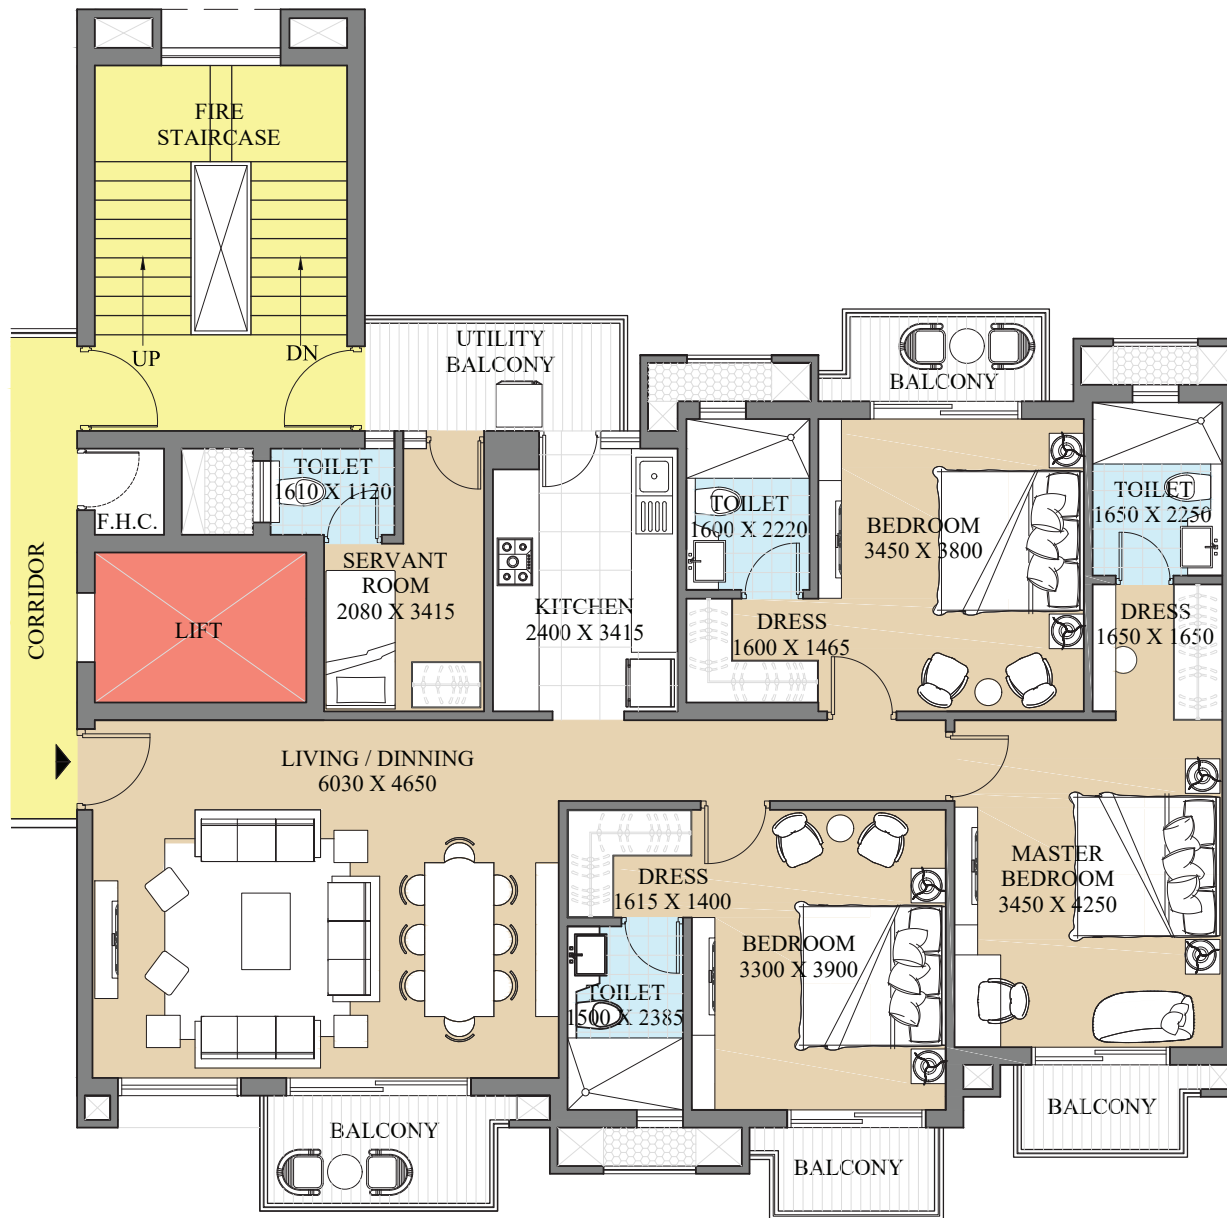 FIRE
STAIRCASE
UP
DN
UTILITY
BALCONY
BALCONY
TOILET
1610 X 1120
F.H.C.
TOILET
1600 X 2220
BEDROOM
3450 X 3800
TOILET
1650 X 2250
CORRIDOR
LIFT
SERVANT
ROOM
2080 X 3415
KITCHEN
2400 X 3415
DRESS
1600 X 1465
DRESS
1650 X 1650
LIVING / DINNING
6030 X 4650
DRESS
1615 X 1400
MASTER
BEDROOM
3450 X 4250
BEDROOM
3300 X 3900
TOILET
1500 X 2385
BALCONY
BALCONY
BALCONY